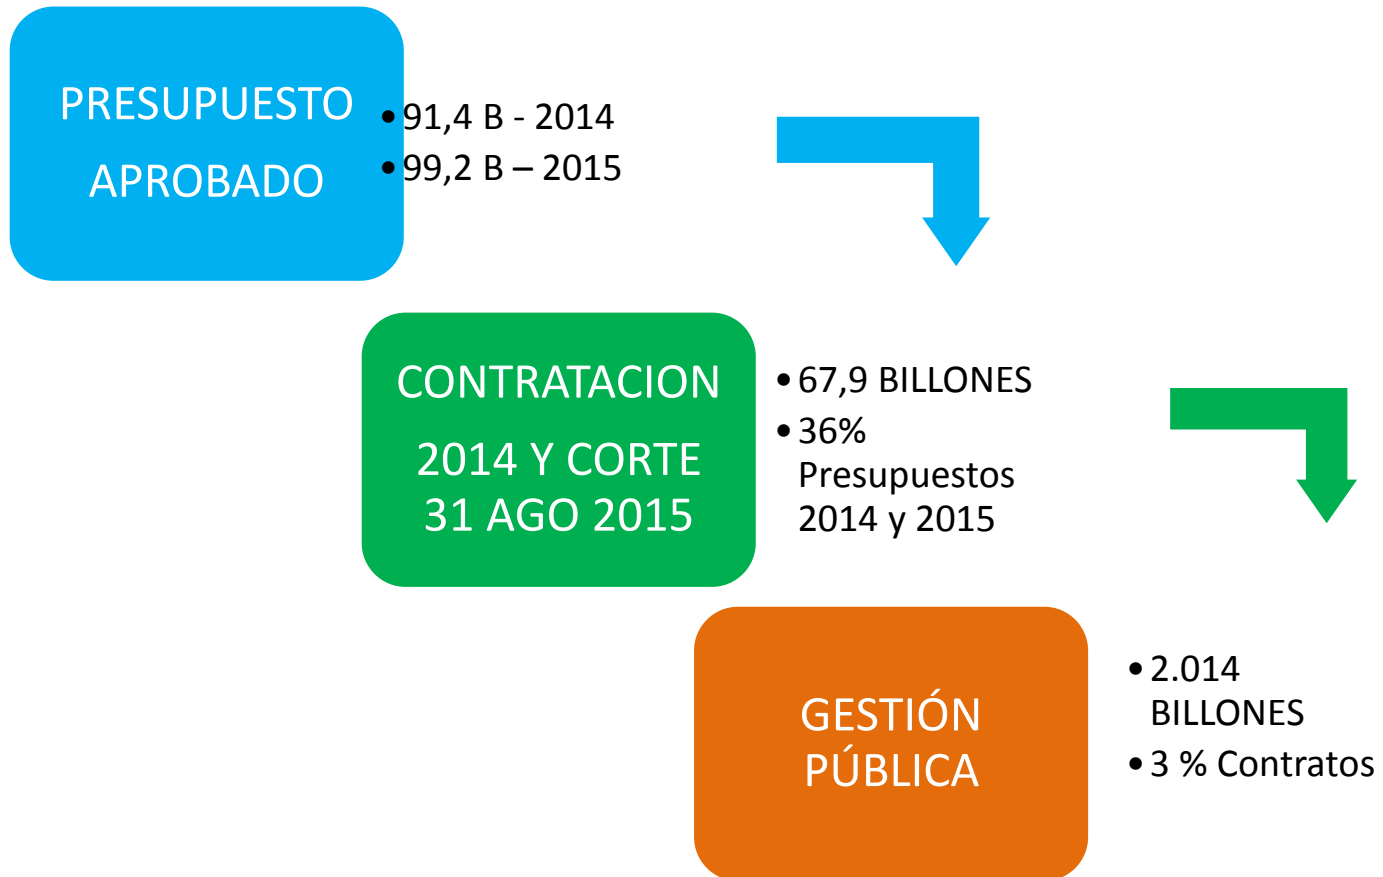 PRESUPUESTO
APROBADO
•91,4 B - 2014
•99,2 B – 2015
CONTRATACION
2014 Y CORTE
31 AGO 2015
•67,9 BILLONES
•36%
Presupuestos
2014 y 2015
GESTIÓN
PÚBLICA
•2.014
BILLONES
•3 % Contratos